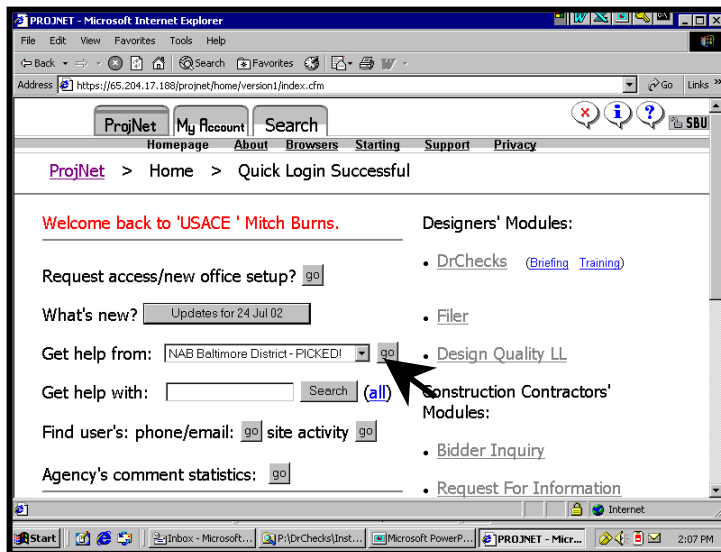 PROJNET - Microsoft Internet Explorer
File Edit View Favorites Tools Help
Back Search Favorites
Address https://65.204.17.188/projnet/home/version1/index.cfm Go Links »
ProjNet My Account Search SBU
Homepage About Browsers Starting Support Privacy
ProjNet > Home > Quick Login Successful
Welcome back to 'USACE ' Mitch Burns.
Request access/new office setup? go
What's new? Updates for 24 Jul 02
Get help from: NAB Baltimore District - PICKED! go
Get help with: Search (all)
Find user's: phone/email: go site activity go
Agency's comment statistics: go
Designers' Modules:
• DrChecks (Briefing Training)
• Filer
• Design Quality LL
Construction Contractors'
Modules:
• Bidder Inquiry
• Request For Information
Internet
Start Inbox - Microsoft... P:\DrChecks\Inst... Microsoft PowerP... PROJNET - Micr... 2:07 PM